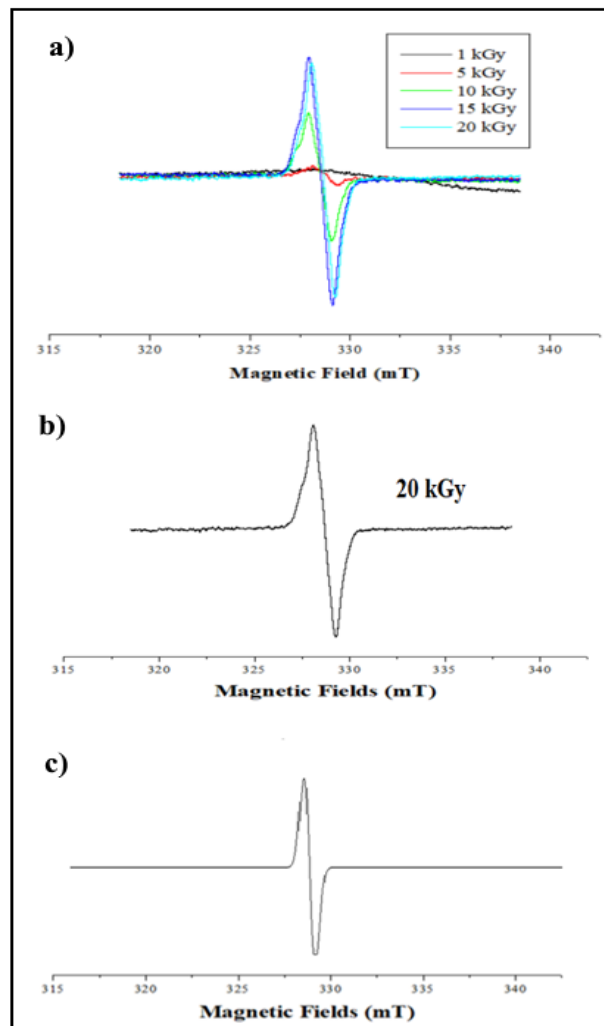 a)
1 kGy
5 kGy
10 kGy
15 kGy
20 kGy
315 320 325 330 335 340
Magnetic Field (mT)
b)
20 kGy
315 320 325 330 335 340
Magnetic Fields (mT)
c)
315 320 325 330 335 340
Magnetic Fields (mT)